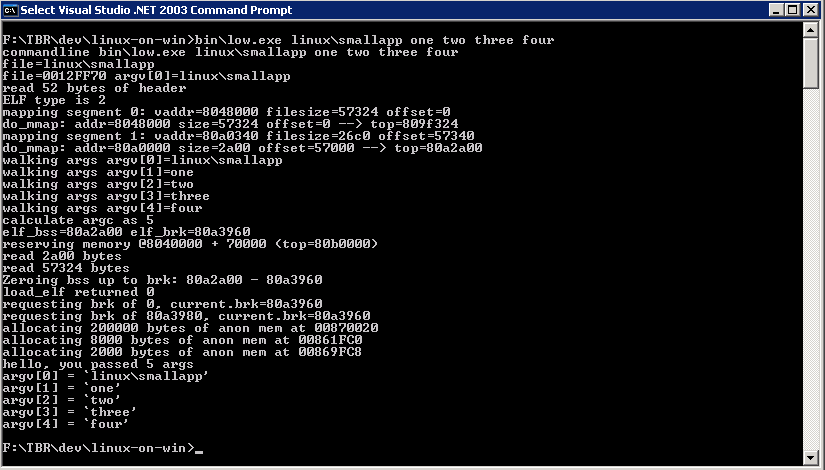 Select Visual Studio .NET 2003 Command Prompt
F:\TBR\dev\linux-on-win>bin\low.exe linux\smallapp one two three four
commandline bin\low.exe linux\smallapp one two three four
file=linux\smallapp
file=0012FF70 argv[0]=linux\smallapp
read 52 bytes of header
ELF type is 2
mapping segment 0: vaddr=8048000 filesize=57324 offset=0
do_mmap: addr=8048000 size=57324 offset=0 --> top=809f324
mapping segment 1: vaddr=80a0340 filesize=26c0 offset=57340
do_mmap: addr=80a0000 size=2a00 offset=57000 --> top=80a2a00
walking args argv[0]=linux\smallapp
walking args argv[1]=one
walking args argv[2]=two
walking args argv[3]=three
walking args argv[4]=four
calculate argc as 5
elf_bss=80a2a00 elf_brk=80a3960
reserving memory @8040000 + 70000 (top=80b0000)
read 2a00 bytes
read 57324 bytes
Zeroing bss up to brk: 80a2a00 - 80a3960
load_elf returned 0
requesting brk of 0, current.brk=80a3960
requesting brk of 80a3980, current.brk=80a3960
allocating 200000 bytes of anon mem at 00870020
allocating 8000 bytes of anon mem at 00861FC0
allocating 2000 bytes of anon mem at 00869FC8
hello, you passed 5 args
argv[0] = `linux\smallapp'
argv[1] = `one'
argv[2] = `two'
argv[3] = `three'
argv[4] = `four'
F:\TBR\dev\linux-on-win>_